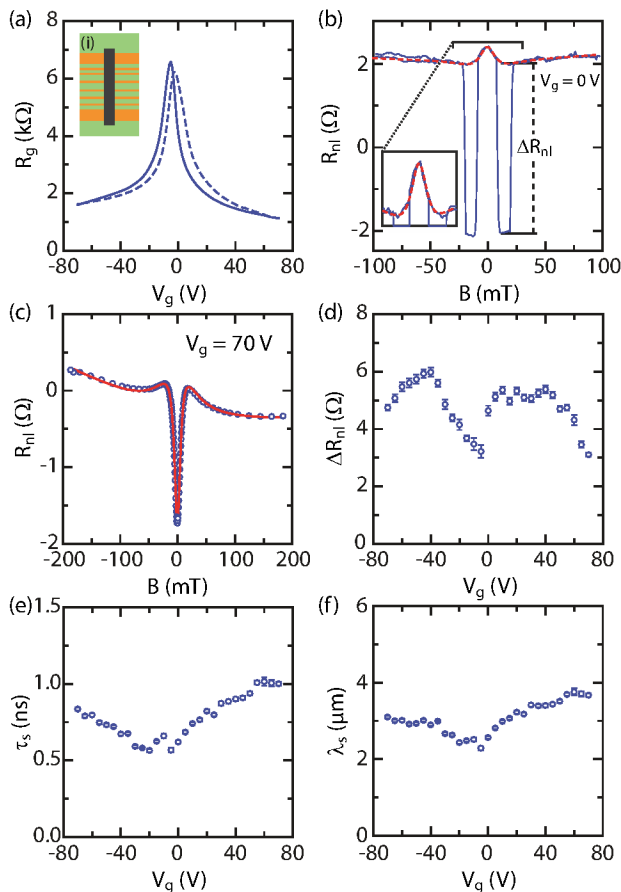 (a)
(i)
R_g (kΩ)
8
6
4
2
0
-80 -40 0 40 80
V_g (V)
(b)
V_g = 0 V
ΔR_nl
R_nl (Ω)
2
0
-2
-100 -50 0 50 100
B (mT)
(c)
V_g = 70 V
R_nl (Ω)
1
0
-1
-2
-200 -100 0 100 200
B (mT)
(d)
ΔR_nl (Ω)
8
6
4
2
0
-80 -40 0 40 80
V_g (V)
(e)
τ_s (ns)
1.5
1.0
0.5
0.0
-80 -40 0 40 80
V_g (V)
(f)
λ_s (μm)
6
4
2
0
-80 -40 0 40 80
V_g (V)